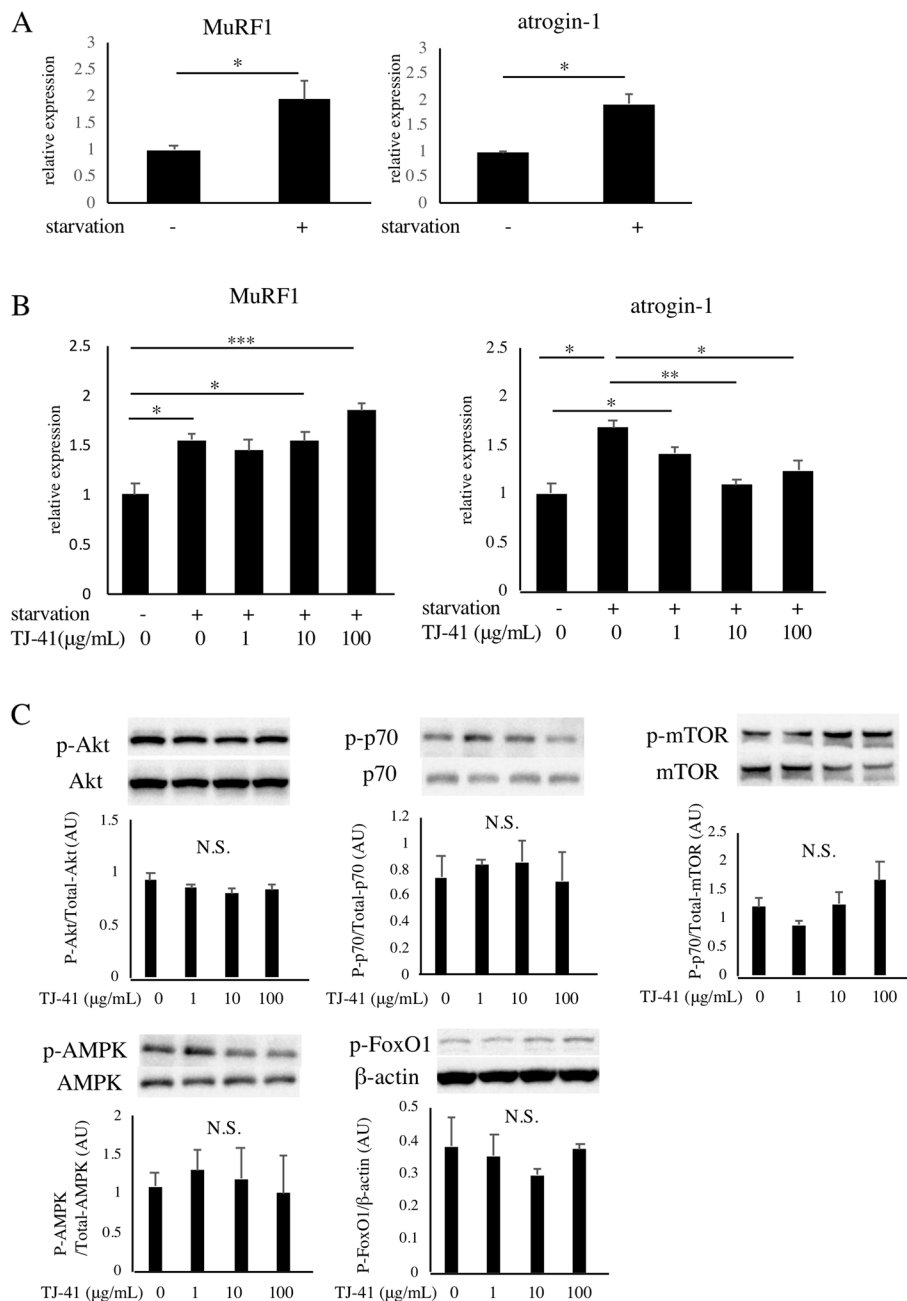 A
MuRF1
atrogin-1
relative expression
3
2.5
2
1.5
1
0.5
0
*
starvation - +
relative expression
3
2.5
2
1.5
1
0.5
0
*
starvation - +
B
MuRF1
atrogin-1
relative expression
2.5
2
1.5
1
0.5
0
***
*
*
starvation - + + + +
TJ-41(μg/mL) 0 0 1 10 100
relative expression
2.5
2
1.5
1
0.5
0
* *
**
*
starvation - + + + +
TJ-41 (μg/mL) 0 0 1 10 100
C
p-Akt
Akt
P-Akt/Total-Akt (AU)
1.5
1
0.5
0
N.S.
TJ-41 (μg/mL) 0 1 10 100
p-p70
p70
P-p70/Total-p70 (AU)
1.2
1
0.8
0.6
0.4
0.2
0
N.S.
TJ-41 (μg/mL) 0 1 10 100
p-mTOR
mTOR
P-p70/Total-mTOR (AU)
2.5
2
1.5
1
0.5
0
N.S.
TJ-41 (μg/mL) 0 1 10 100
p-AMPK
AMPK
P-AMPK
/Total-AMPK (AU)
2
1.5
1
0.5
0
N.S.
TJ-41 (μg/mL) 0 1 10 100
p-FoxO1
β-actin
P-FoxO1/β-actin (AU)
0.5
0.4
0.3
0.2
0.1
0
N.S.
TJ-41 (μg/mL) 0 1 10 100